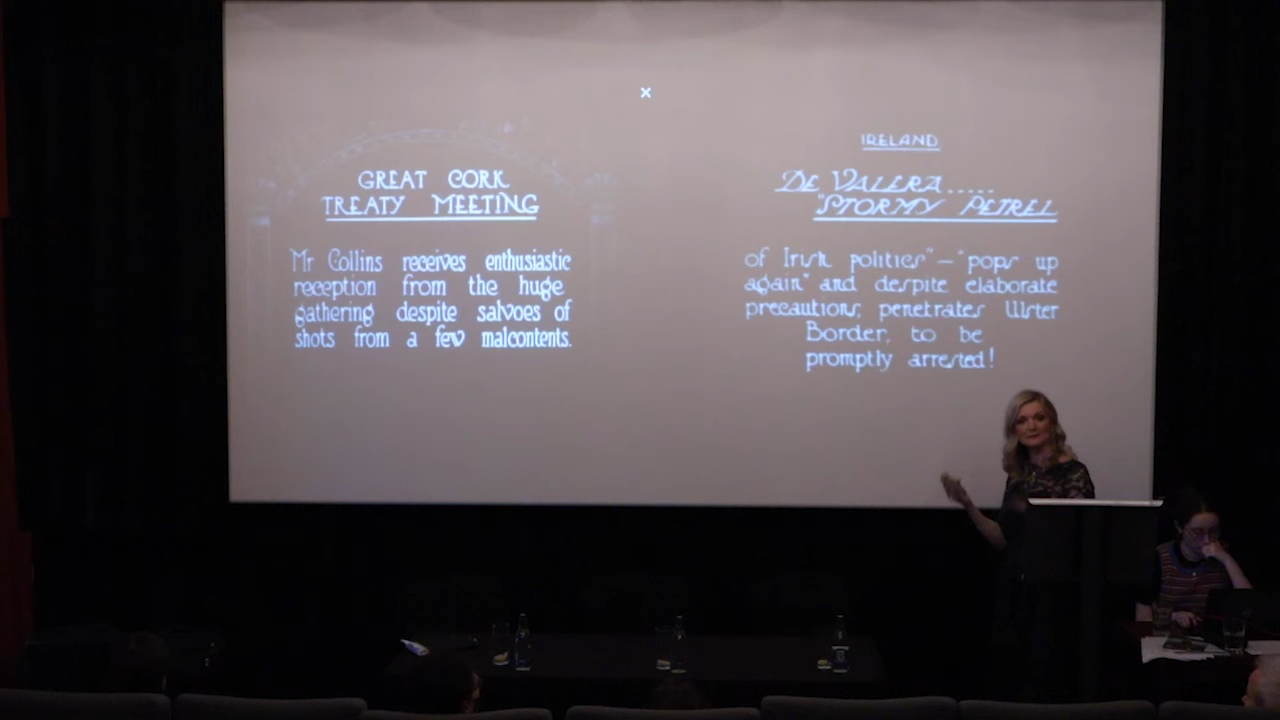 GREAT CORK
TREATY MEETING
Mr Collins receives enthusiastic
reception from the huge
gathering despite salvoes of
shots from a few malcontents.
IRELAND
DE VALERA.....
"STORMY PETREL
of Irish politics"—"pops up
again" and despite elaborate
precautions, penetrates Ulster
Border, to be
promptly arrested!